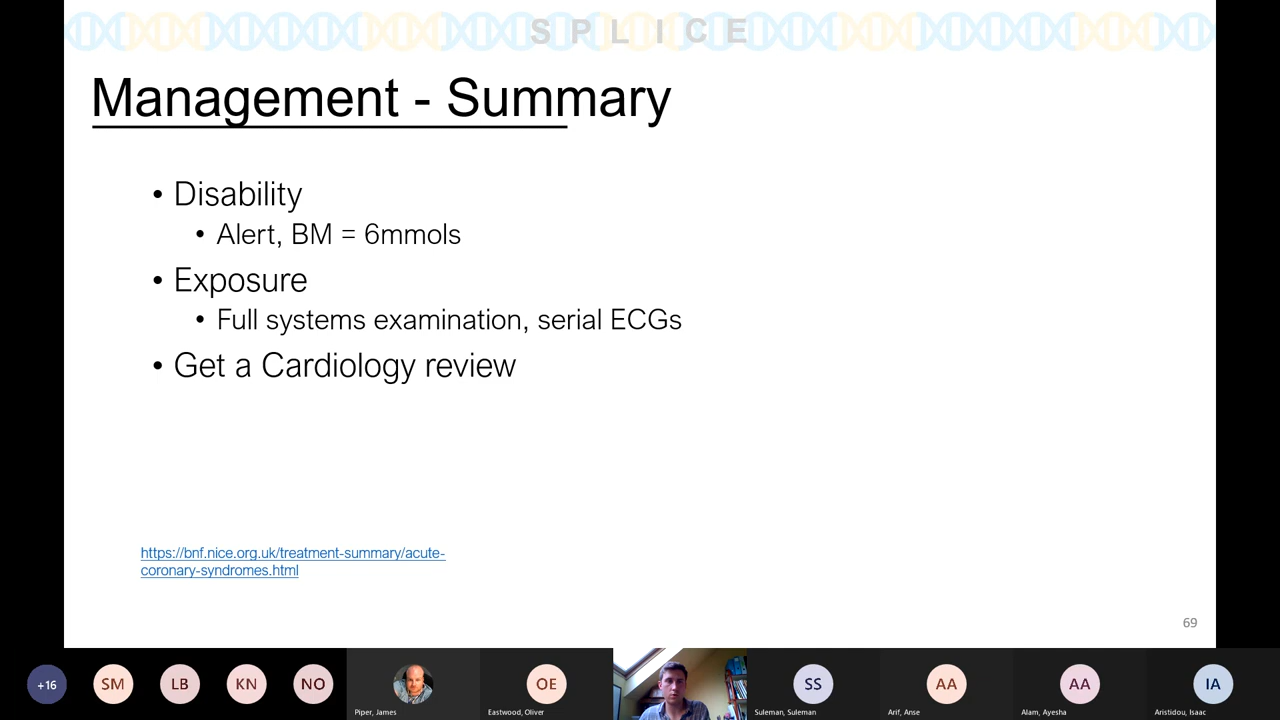 S P L I C E
Management - Summary
• Disability
• Alert, BM = 6mmols
• Exposure
• Full systems examination, serial ECGs
• Get a Cardiology review
https://bnf.nice.org.uk/treatment-summary/acute-
coronary-syndromes.html
69
+16
SM
LB
KN
NO
Piper, James
OE
Eastwood, Oliver
SS
Suleman, Suleman
AA
Arif, Anse
AA
Alam, Ayesha
IA
Aristidou, Isaac